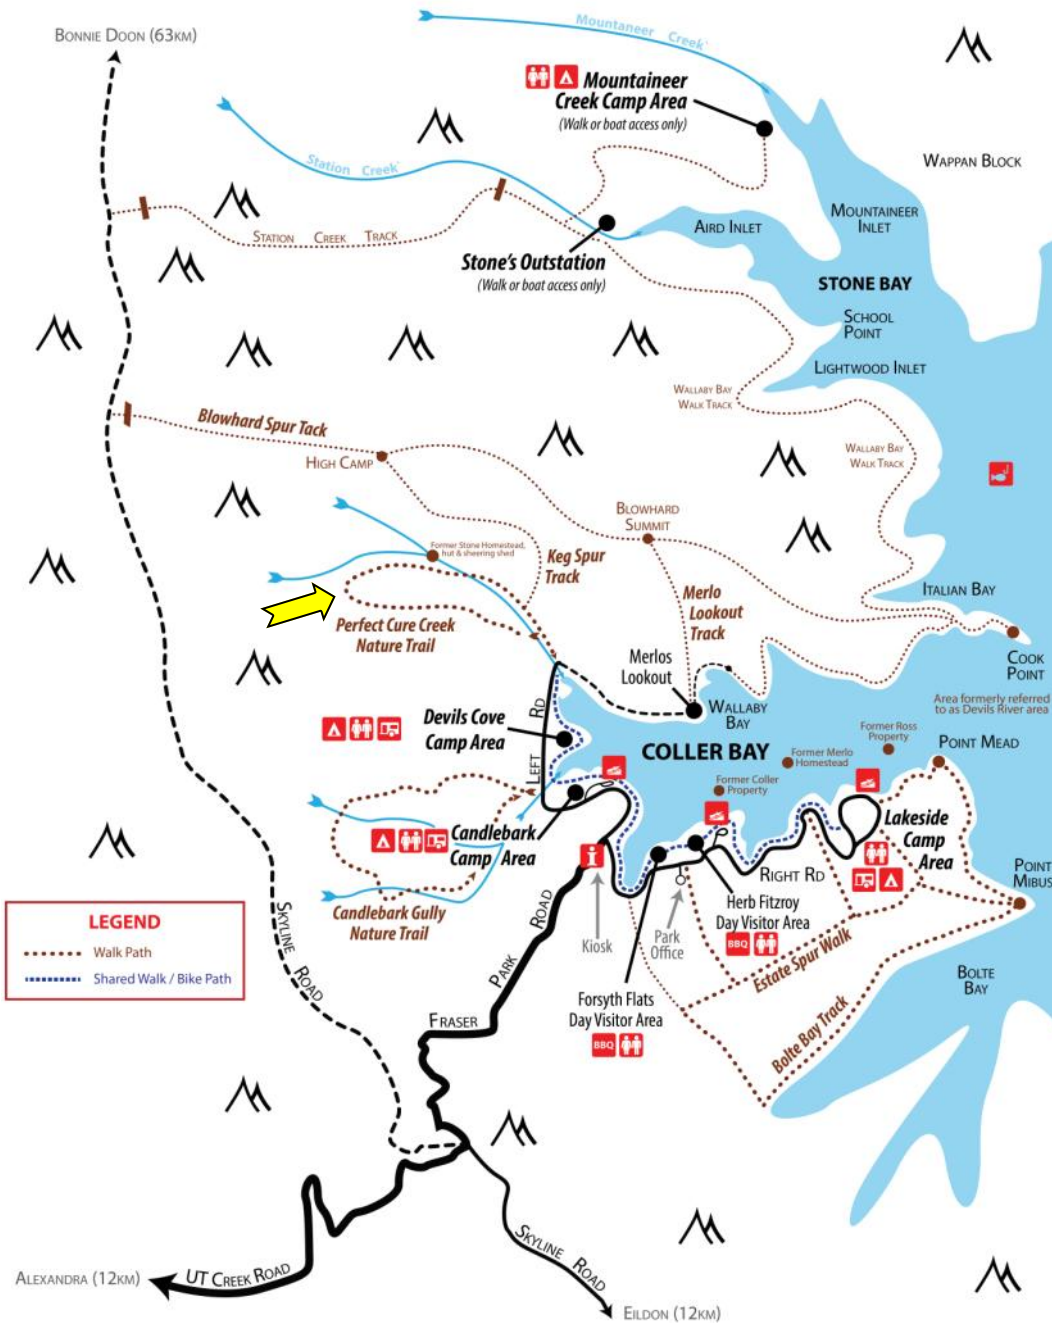 BONNIE DOON (63KM)
Mountaneer
Creek
Mountaineer
Creek Camp Area
(Walk or boat access only)
WAPPAN BLOCK
Station Creek
STATION CREEK TRACK
AIRD INLET
MOUNTAINEER
INLET
Stone's Outstation
(Walk or boat access only)
STONE BAY
SCHOOL
POINT
LIGHTWOOD INLET
WALLABY BAY
WALK TRACK
Blowhard Spur Tack
HIGH CAMP
WALLABY BAY
WALK TRACK
BLOWHARD
SUMMIT
Former Stone Homestead,
hut & sheering shed
Keg Spur
Track
Merlo
Lookout
Track
ITALIAN BAY
Perfect Cure Creek
Nature Trail
Merlos
Lookout
COOK
POINT
WALLABY
BAY
Area formerly referred
to as Devils River area
Devils Cove
Camp Area
LEFT RD
COLLER BAY
Former Ross
Property
POINT MEAD
Former Merlo
Homestead
Former Coller
Property
Candlebark
Camp Area
Lakeside
Camp
Area
RIGHT RD
POINT
MIBUS
Herb Fitzroy
Day Visitor Area
BBQ
Kiosk
Park
Office
Candlebark Gully
Nature Trail
LEGEND
Walk Path
Shared Walk / Bike Path
SKYLINE ROAD
FRASER PARK ROAD
Estate Spur Walk
BOLTE
BAY
Forsyth Flats
Day Visitor Area
BBQ
Bolte Bay Track
SKYLINE ROAD
ALEXANDRA (12KM)
UT CREEK ROAD
EILDON (12KM)